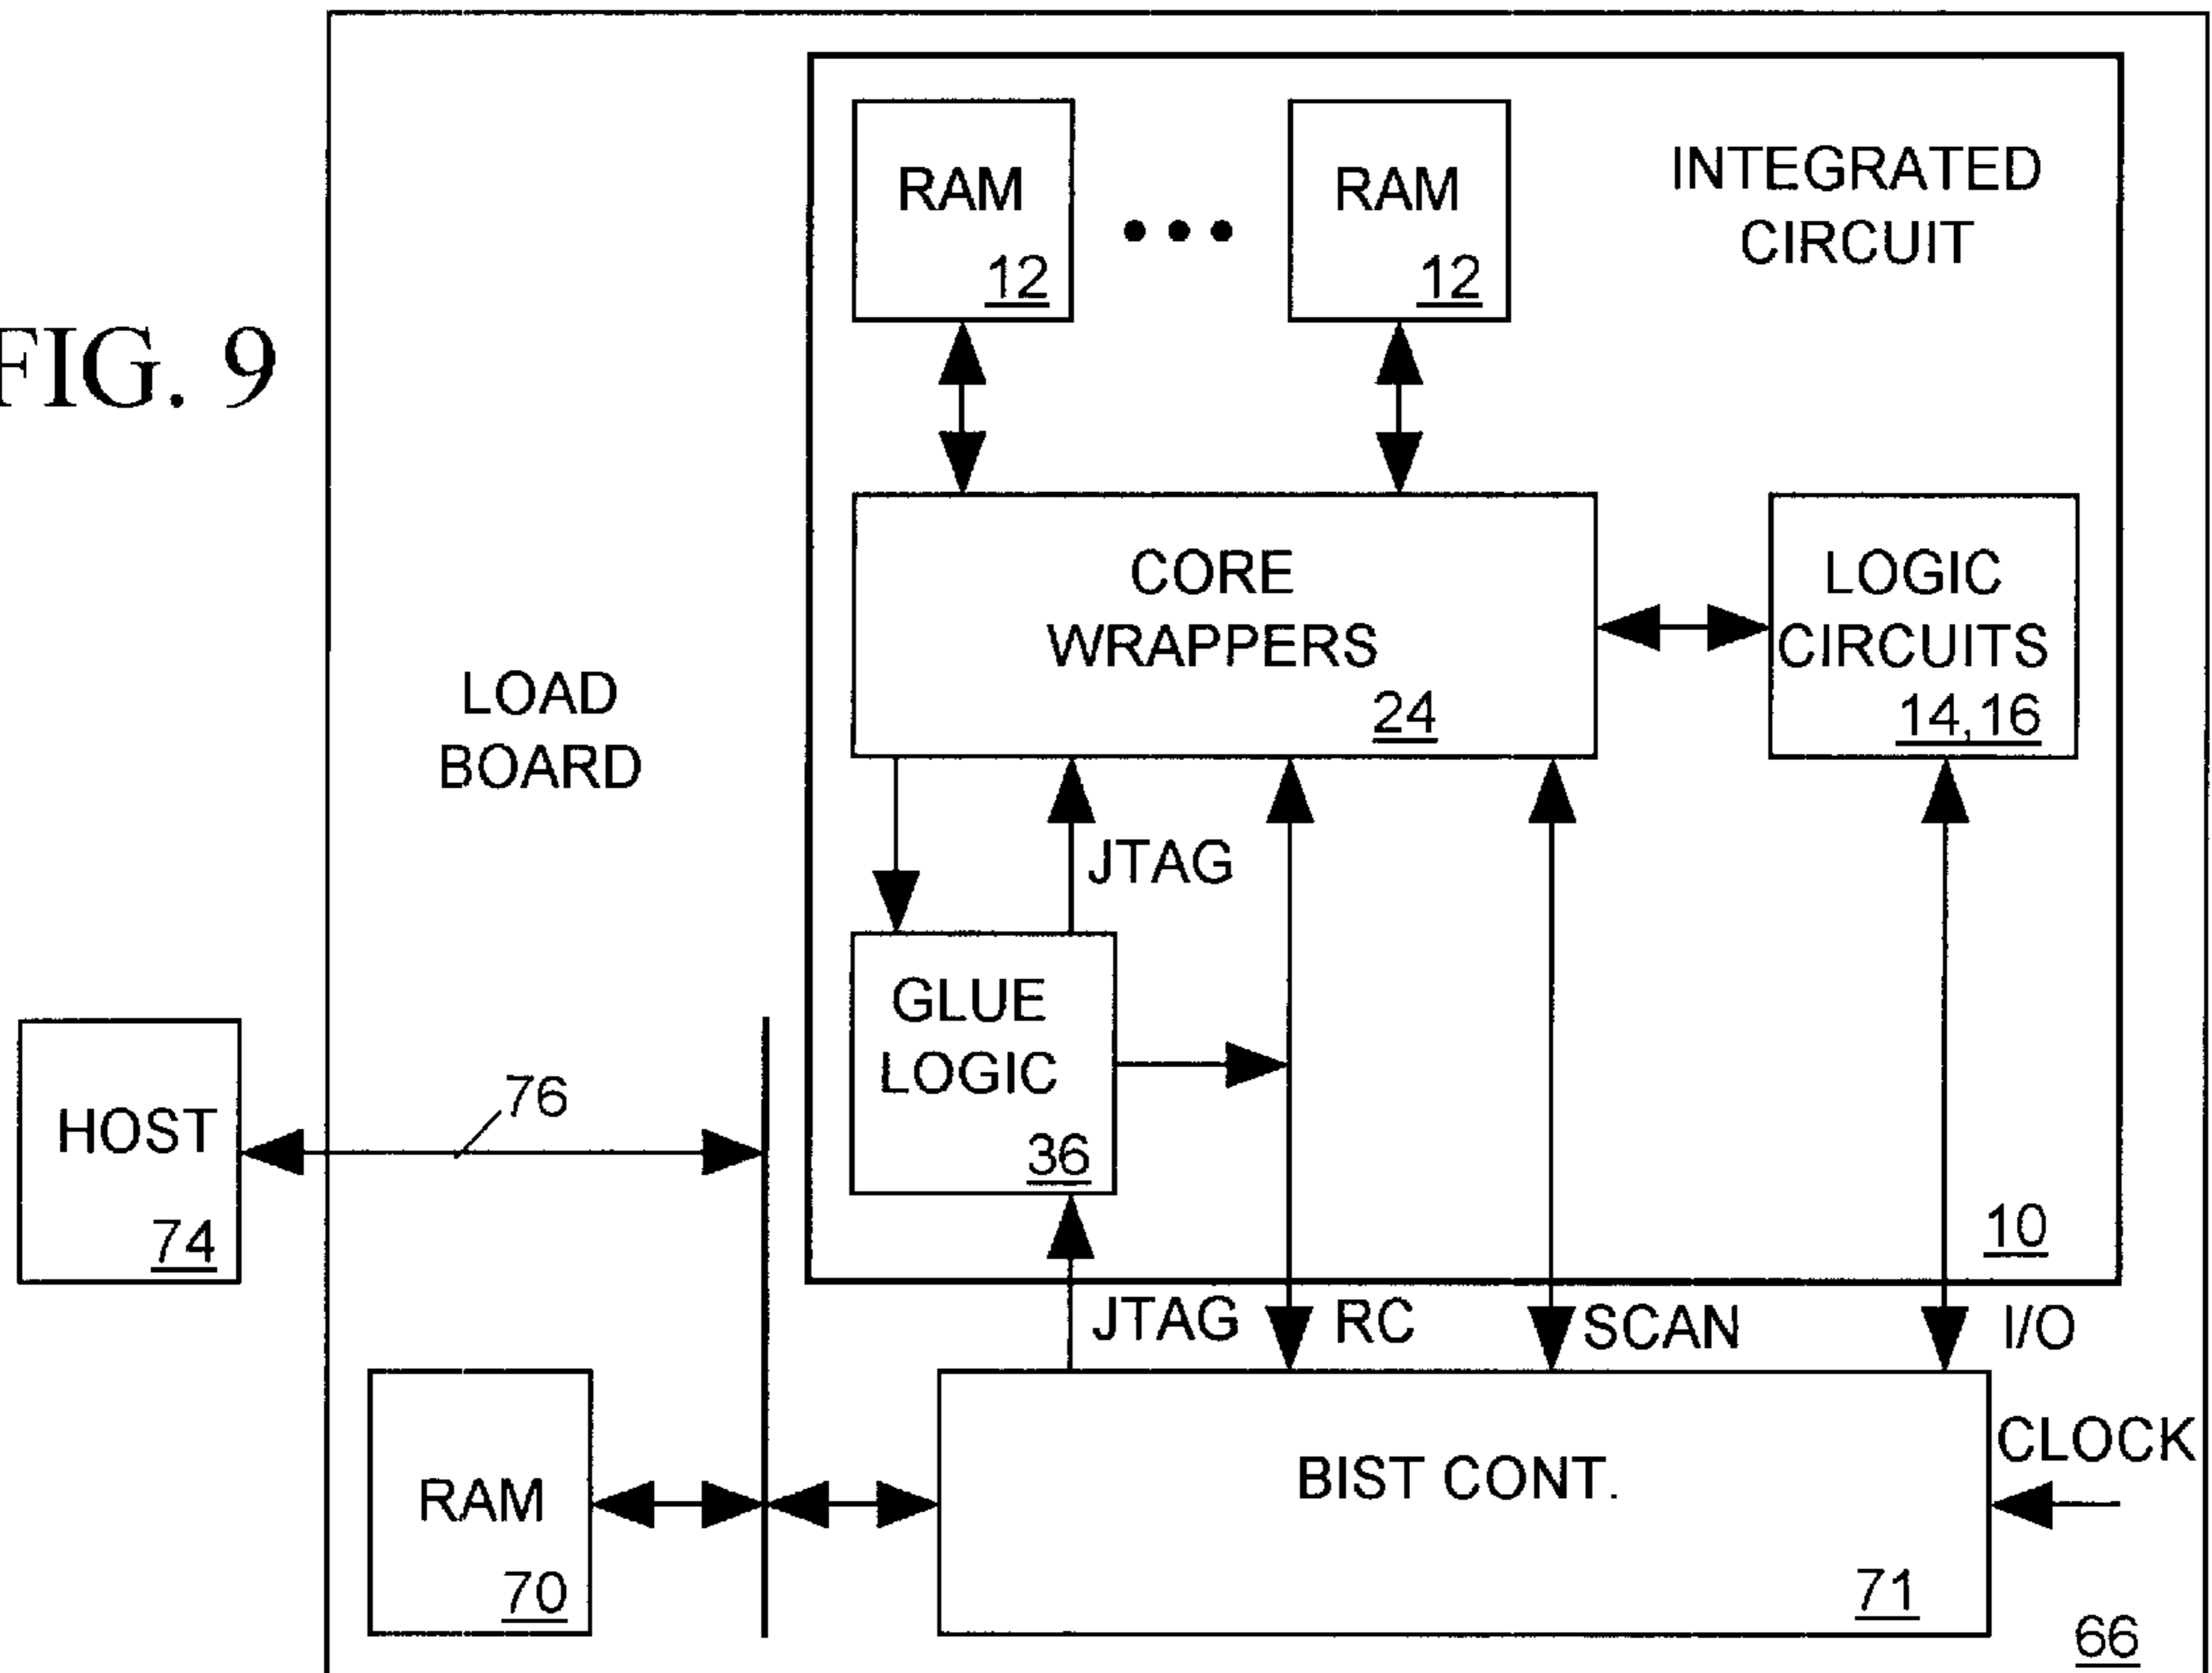 FIG. 9
RAM
12
RAM
12
INTEGRATED
CIRCUIT
CORE
WRAPPERS
24
LOGIC
CIRCUITS
14,16
LOAD
BOARD
JTAG
GLUE
LOGIC
36
HOST
74
76
10
JTAG
RC
SCAN
I/O
RAM
70
BIST CONT.
71
CLOCK
66